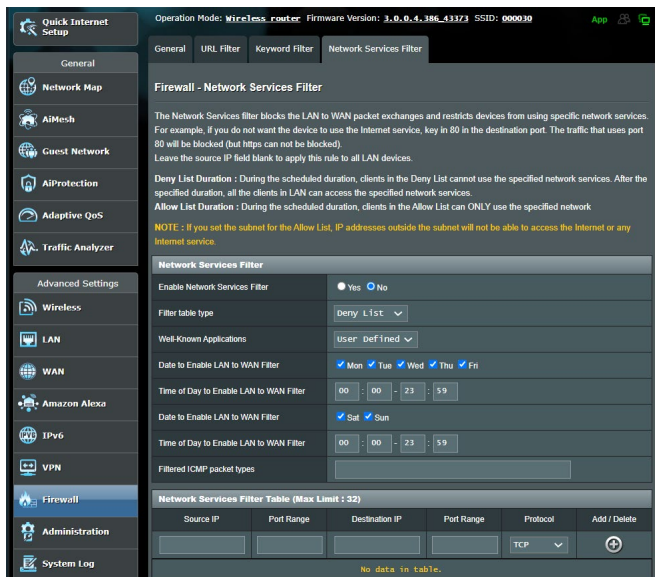 Quick Internet
Setup
General
Network Map
AiMesh
Guest Network
AiProtection
Adaptive QoS
Traffic Analyzer
Advanced Settings
Wireless
LAN
WAN
Amazon Alexa
IPv6
VPN
Firewall
Administration
System Log
Operation Mode: Wireless router Firmware Version: 3.0.0.4.386_43373 SSID: 000030 App
General URL Filter Keyword Filter Network Services Filter
Firewall - Network Services Filter
The Network Services filter blocks the LAN to WAN packet exchanges and restricts devices from using specific network services.
For example, if you do not want the device to use the Internet service, key in 80 in the destination port. The traffic that uses port
80 will be blocked (but https can not be blocked).
Leave the source IP field blank to apply this rule to all LAN devices.
Deny List Duration : During the scheduled duration, clients in the Deny List cannot use the specified network services. After the
specified duration, all the clients in LAN can access the specified network services.
Allow List Duration : During the scheduled duration, clients in the Allow List can ONLY use the specified network
NOTE : If you set the subnet for the Allow List, IP addresses outside the subnet will not be able to access the Internet or any
Internet service.
Network Services Filter
Enable Network Services Filter Yes No
Filter table type Deny List
Well-Known Applications User Defined
Date to Enable LAN to WAN Filter Mon Tue Wed Thu Fri
Time of Day to Enable LAN to WAN Filter 00 : 00 - 23 : 59
Date to Enable LAN to WAN Filter Sat Sun
Time of Day to Enable LAN to WAN Filter 00 : 00 - 23 : 59
Filtered ICMP packet types
Network Services Filter Table (Max Limit : 32)
Source IP Port Range Destination IP Port Range Protocol Add / Delete
TCP
No data in table.